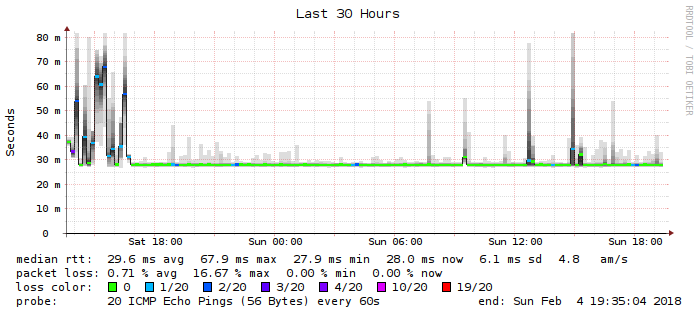 Last 30 Hours
RRDTOOL / TOBI OETIKER
Seconds
80 m
70 m
60 m
50 m
40 m
30 m
20 m
10 m
0
Sat 18:00 Sun 00:00 Sun 06:00 Sun 12:00 Sun 18:00
median rtt: 29.6 ms avg 67.9 ms max 27.9 ms min 28.0 ms now 6.1 ms sd 4.8 am/s
packet loss: 0.71 % avg 16.67 % max 0.00 % min 0.00 % now
loss color: 0 1/20 2/20 3/20 4/20 10/20 19/20
probe: 20 ICMP Echo Pings (56 Bytes) every 60s end: Sun Feb 4 19:35:04 2018